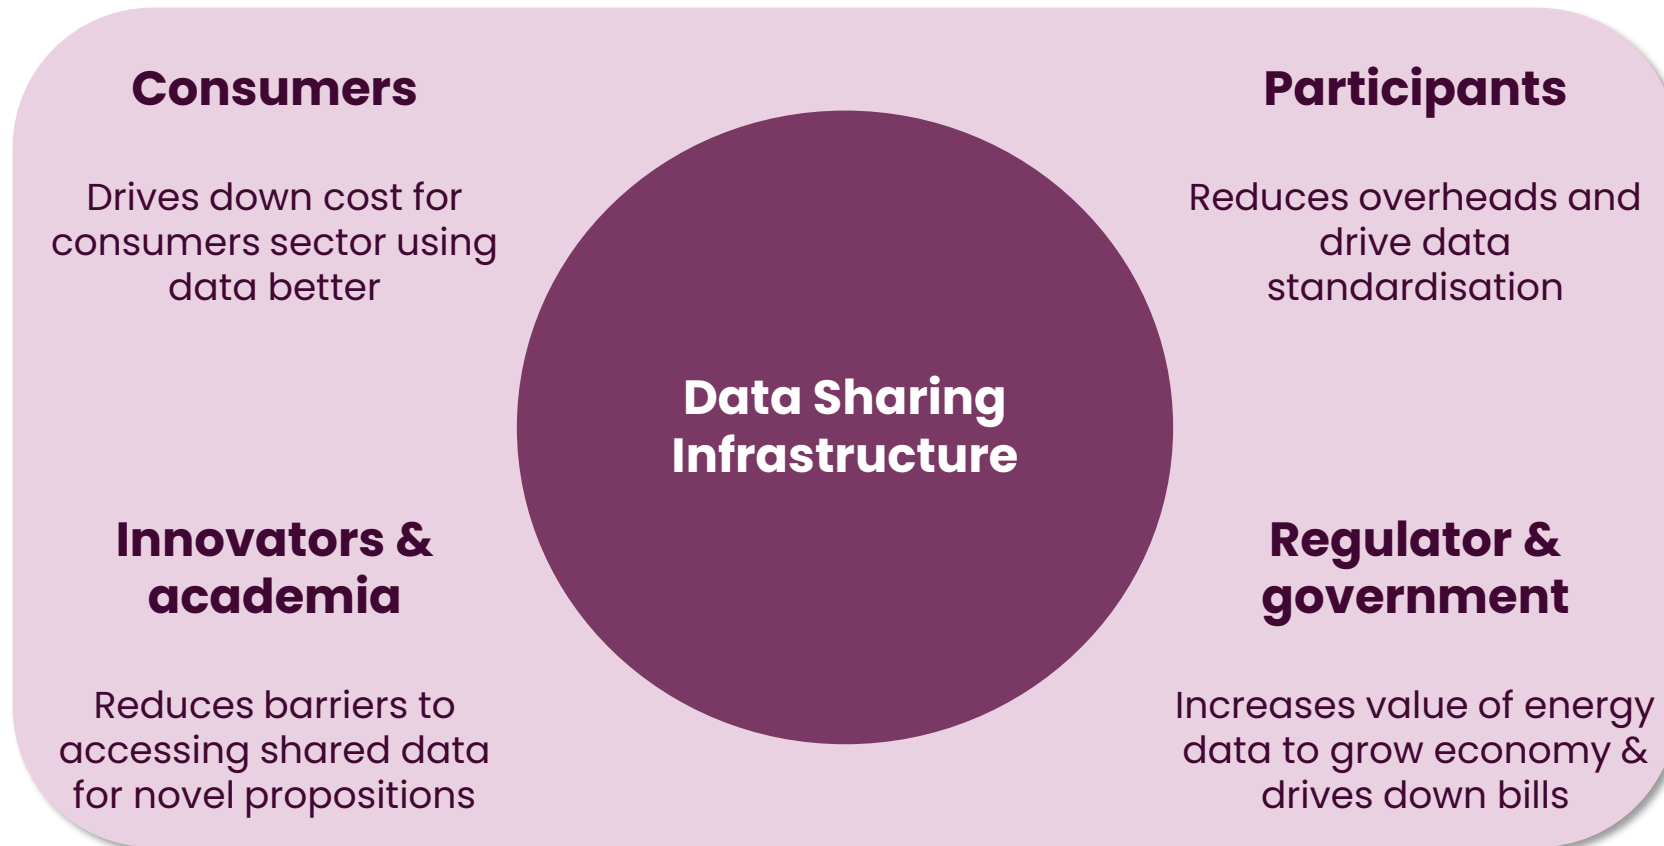 Consumers
Drives down cost for
consumers sector using
data better
Participants
Reduces overheads and
drive data
standardisation
Data Sharing
Infrastructure
Innovators &
academia
Reduces barriers to
accessing shared data
for novel propositions
Regulator &
government
Increases value of energy
data to grow economy &
drives down bills